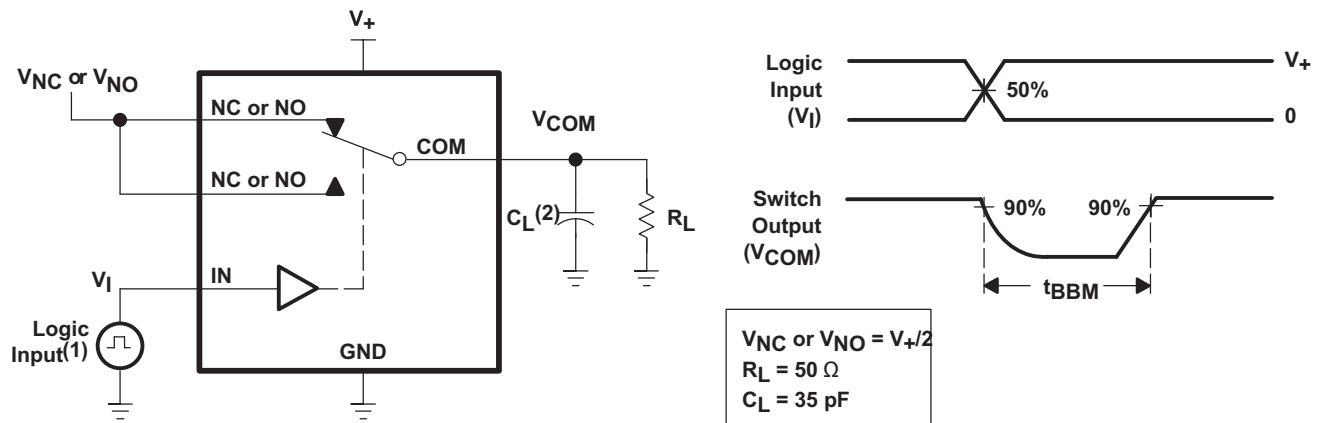 V+
VNC or VNO
NC or NO
COM
VCOM
NC or NO
CL(2)
RL
VI
IN
Logic
Input(1)
GND
Logic
Input
(VI)
50%
V+
0
Switch
Output
(VCOM)
90%
90%
tBBM
VNC or VNO = V+/2
RL = 50 Ω
CL = 35 pF